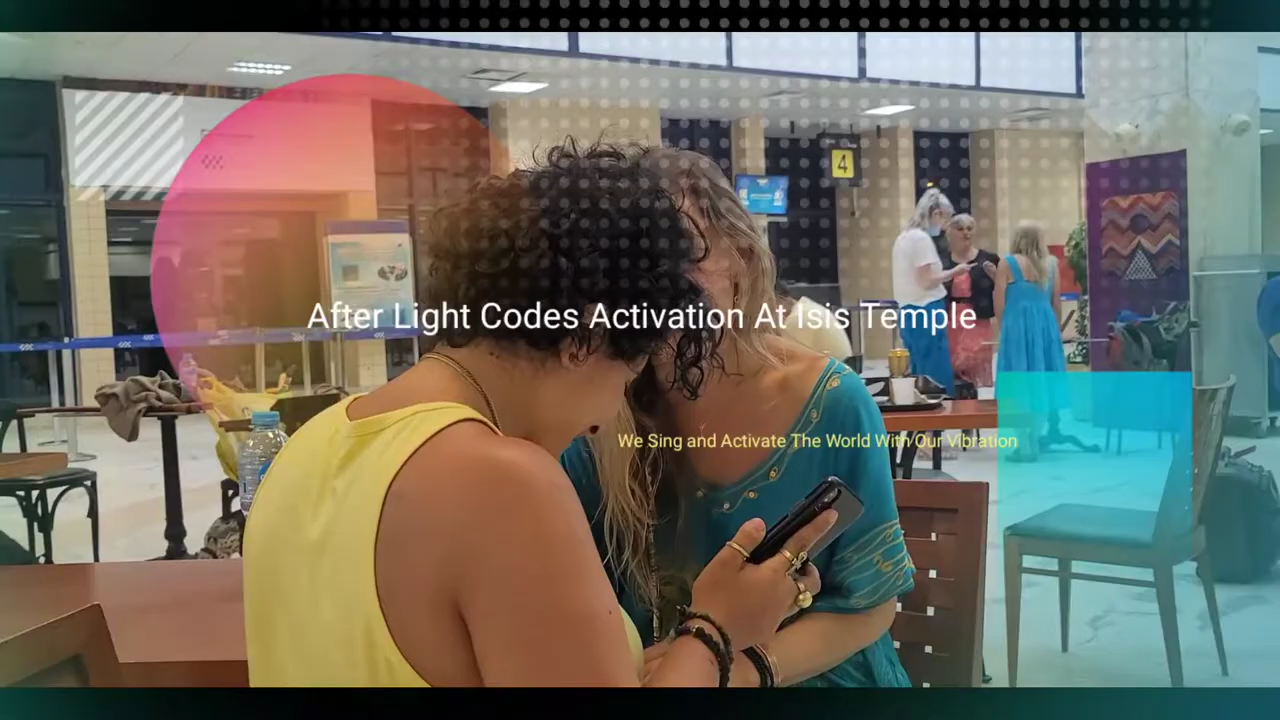 4
After Light Codes Activation At Isis Temple
We Sing and Activate The World With Our Vibration